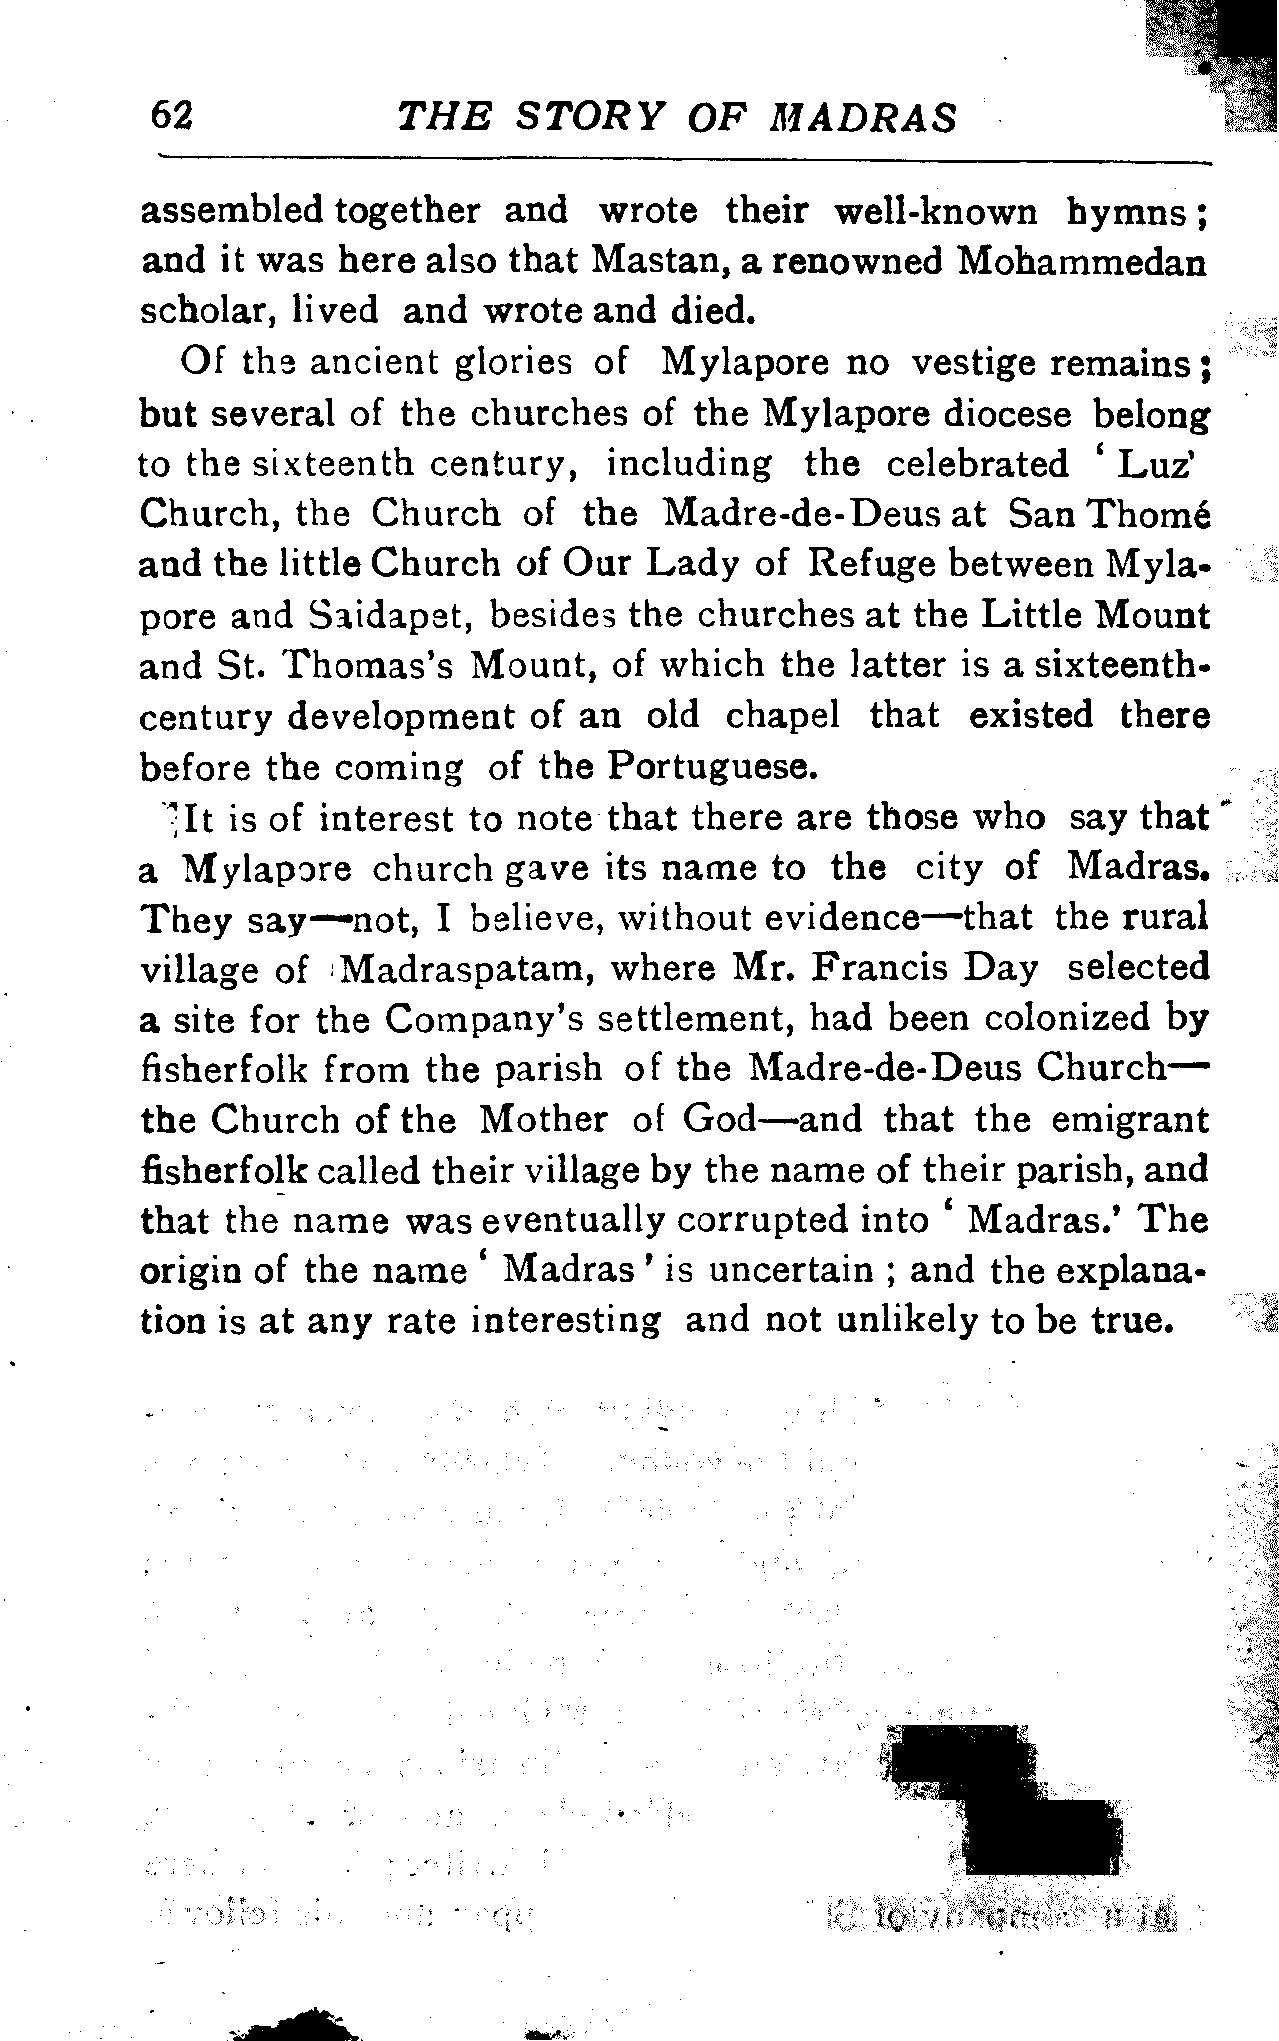 62 THE STORY OF MADRAS
assembled together and wrote their well-known hymns ;
and it was here also that Mastan, a renowned Mohammedan
scholar, lived and wrote and died.
Of the ancient glories of Mylapore no vestige remains ;
but several of the churches of the Mylapore diocese belong
to the sixteenth century, including the celebrated ‘ Luz’
Church, the Church of the Madre-de-Deus at San Thomé
and the little Church of Our Lady of Refuge between Myla-
pore and Saidapet, besides the churches at the Little Mount
and St. Thomas's Mount, of which the latter is a sixteenth-
century development of an old chapel that existed there
before the coming of the Portuguese.
It is of interest to note that there are those who say that
a Mylapore church gave its name to the city of Madras.
They say—not, I believe, without evidence—that the rural
village of Madraspatam, where Mr. Francis Day selected
a site for the Company's settlement, had been colonized by
fisherfolk from the parish of the Madre-de-Deus Church—
the Church of the Mother of God—and that the emigrant
fisherfolk called their village by the name of their parish, and
that the name was eventually corrupted into ‘ Madras.’ The
origin of the name ‘ Madras ’ is uncertain ; and the explana-
tion is at any rate interesting and not unlikely to be true.